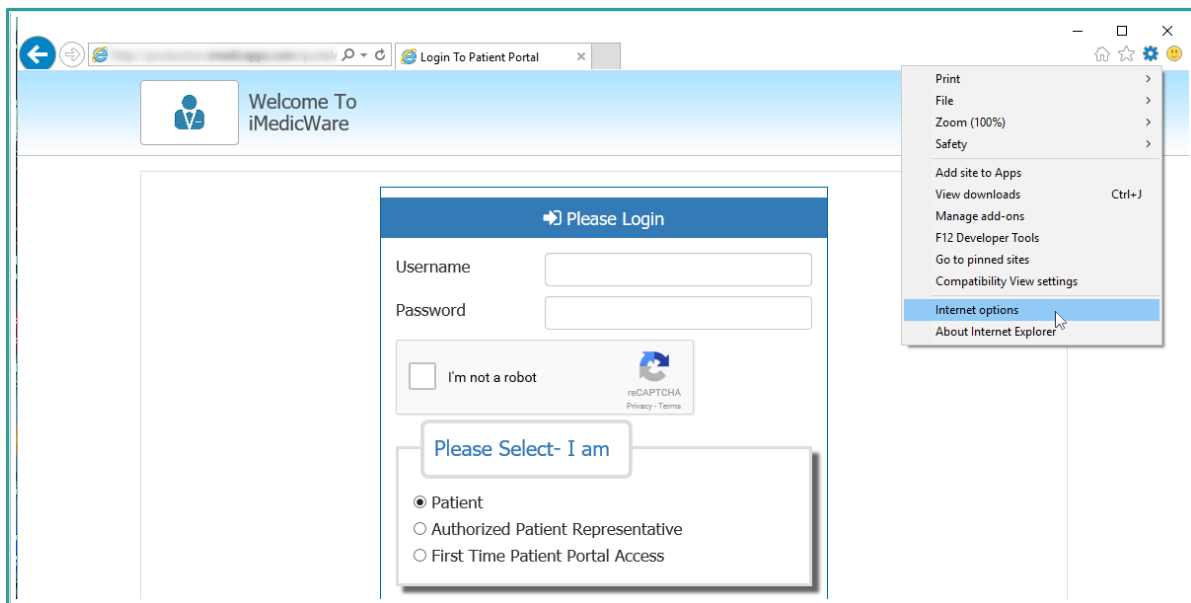 Login To Patient Portal
Welcome To
iMedicWare
Print
File
Zoom (100%)
Safety
Add site to Apps
View downloads Ctrl+J
Manage add-ons
F12 Developer Tools
Go to pinned sites
Compatibility View settings
Internet options
About Internet Explorer
Please Login
Username
Password
I'm not a robot
reCAPTCHA
Privacy - Terms
Please Select- I am
Patient
Authorized Patient Representative
First Time Patient Portal Access